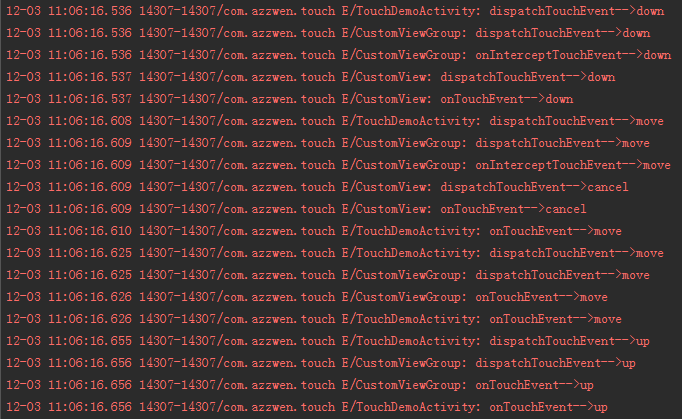 12-03 11:06:16.536 14307-14307/com.azzwen.touch E/TouchDemoActivity: dispatchTouchEvent-->down
12-03 11:06:16.536 14307-14307/com.azzwen.touch E/CustomViewGroup: dispatchTouchEvent-->down
12-03 11:06:16.536 14307-14307/com.azzwen.touch E/CustomViewGroup: onInterceptTouchEvent-->down
12-03 11:06:16.537 14307-14307/com.azzwen.touch E/CustomView: dispatchTouchEvent-->down
12-03 11:06:16.537 14307-14307/com.azzwen.touch E/CustomView: onTouchEvent-->down
12-03 11:06:16.608 14307-14307/com.azzwen.touch E/TouchDemoActivity: dispatchTouchEvent-->move
12-03 11:06:16.609 14307-14307/com.azzwen.touch E/CustomViewGroup: dispatchTouchEvent-->move
12-03 11:06:16.609 14307-14307/com.azzwen.touch E/CustomViewGroup: onInterceptTouchEvent-->move
12-03 11:06:16.609 14307-14307/com.azzwen.touch E/CustomView: dispatchTouchEvent-->cancel
12-03 11:06:16.609 14307-14307/com.azzwen.touch E/CustomView: onTouchEvent-->cancel
12-03 11:06:16.610 14307-14307/com.azzwen.touch E/TouchDemoActivity: onTouchEvent-->move
12-03 11:06:16.625 14307-14307/com.azzwen.touch E/TouchDemoActivity: dispatchTouchEvent-->move
12-03 11:06:16.625 14307-14307/com.azzwen.touch E/CustomViewGroup: dispatchTouchEvent-->move
12-03 11:06:16.626 14307-14307/com.azzwen.touch E/CustomViewGroup: onTouchEvent-->move
12-03 11:06:16.626 14307-14307/com.azzwen.touch E/TouchDemoActivity: onTouchEvent-->move
12-03 11:06:16.655 14307-14307/com.azzwen.touch E/TouchDemoActivity: dispatchTouchEvent-->up
12-03 11:06:16.656 14307-14307/com.azzwen.touch E/CustomViewGroup: dispatchTouchEvent-->up
12-03 11:06:16.656 14307-14307/com.azzwen.touch E/CustomViewGroup: onTouchEvent-->up
12-03 11:06:16.656 14307-14307/com.azzwen.touch E/TouchDemoActivity: onTouchEvent-->up